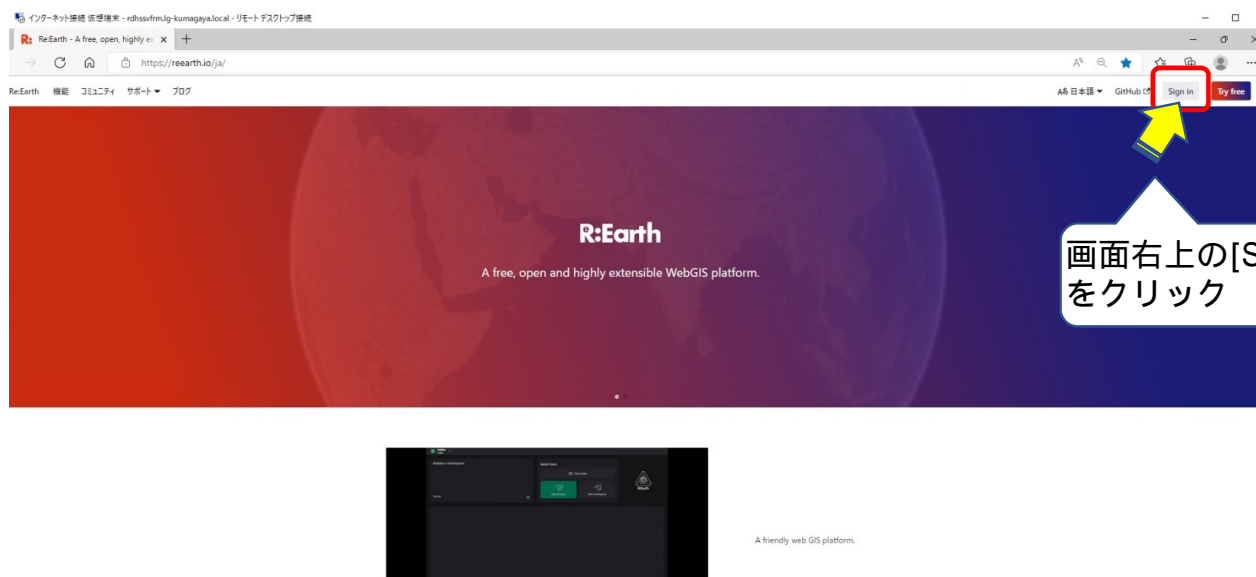 インターネット接続 仮想端末 - rdhssvfrm.lg-kumagaya.local - リモート デスクトップ接続
Re:Earth - A free, open, highly e
https://reearth.io/ja/
Re:Earth 機能 コミュニティ サポート ブログ
日本語 GitHub Sign in Try free
画面右上の[S
をクリック
R:Earth
A free, open and highly extensible WebGIS platform.
A friendly web GIS platform.